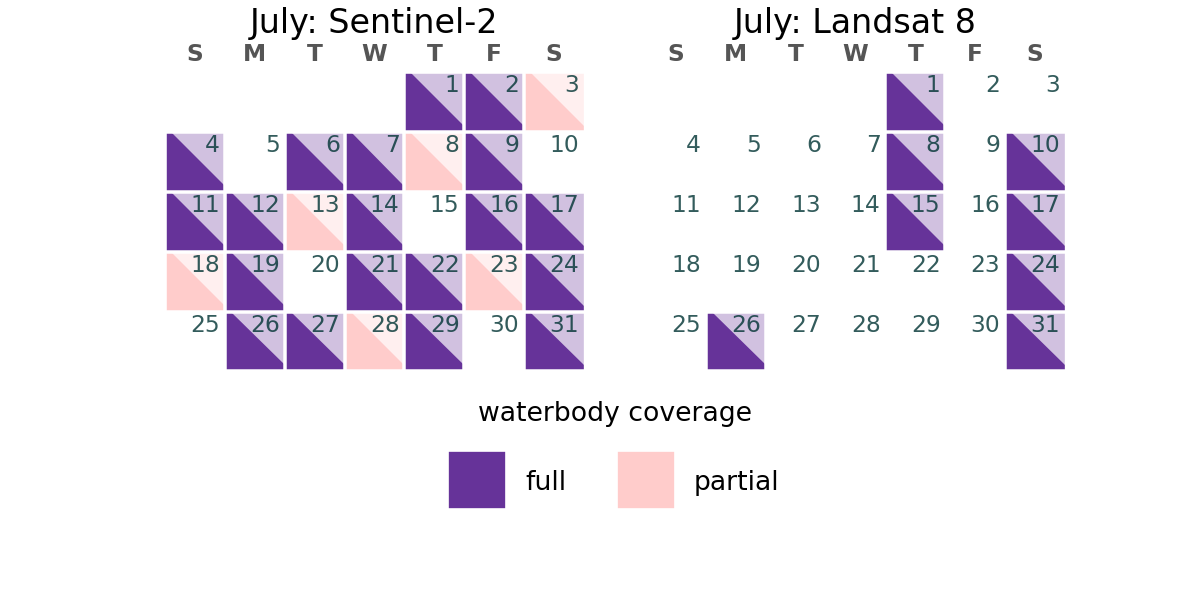 July: Sentinel-2
S M T W T F S
1 2 3
4 5 6 7 8 9 10
11 12 13 14 15 16 17
18 19 20 21 22 23 24
25 26 27 28 29 30 31
July: Landsat 8
S M T W T F S
1 2 3
4 5 6 7 8 9 10
11 12 13 14 15 16 17
18 19 20 21 22 23 24
25 26 27 28 29 30 31
waterbody coverage
full partial